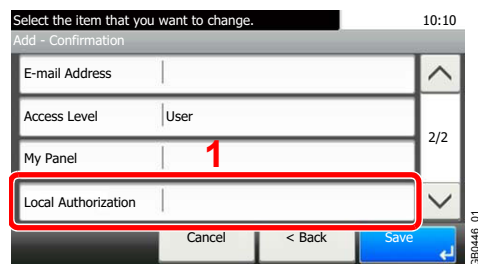 Select the item that you want to change. 10:10
Add - Confirmation
E-mail Address
Access Level User
2/2
My Panel 1
Local Authorization
Cancel < Back Save
GB0446_01